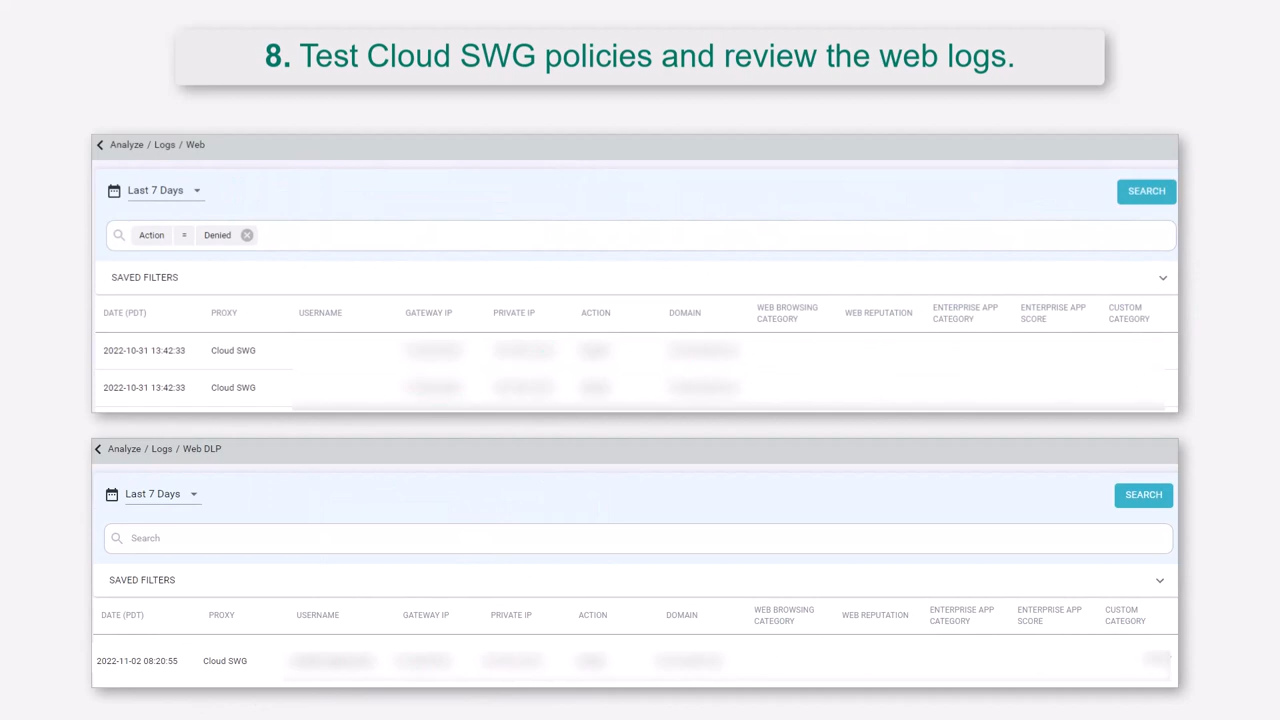 8. Test Cloud SWG policies and review the web logs.
Analyze / Logs / Web
Last 7 Days
SEARCH
Action = Denied
SAVED FILTERS
DATE (PDT) PROXY USERNAME GATEWAY IP PRIVATE IP ACTION DOMAIN WEB BROWSING CATEGORY WEB REPUTATION ENTERPRISE APP CATEGORY ENTERPRISE APP SCORE CUSTOM CATEGORY
2022-10-31 13:42:33 Cloud SWG
2022-10-31 13:42:33 Cloud SWG
Analyze / Logs / Web DLP
Last 7 Days
SEARCH
Search
SAVED FILTERS
DATE (PDT) PROXY USERNAME GATEWAY IP PRIVATE IP ACTION DOMAIN WEB BROWSING CATEGORY WEB REPUTATION ENTERPRISE APP CATEGORY ENTERPRISE APP SCORE CUSTOM CATEGORY
2022-11-02 08:20:55 Cloud SWG